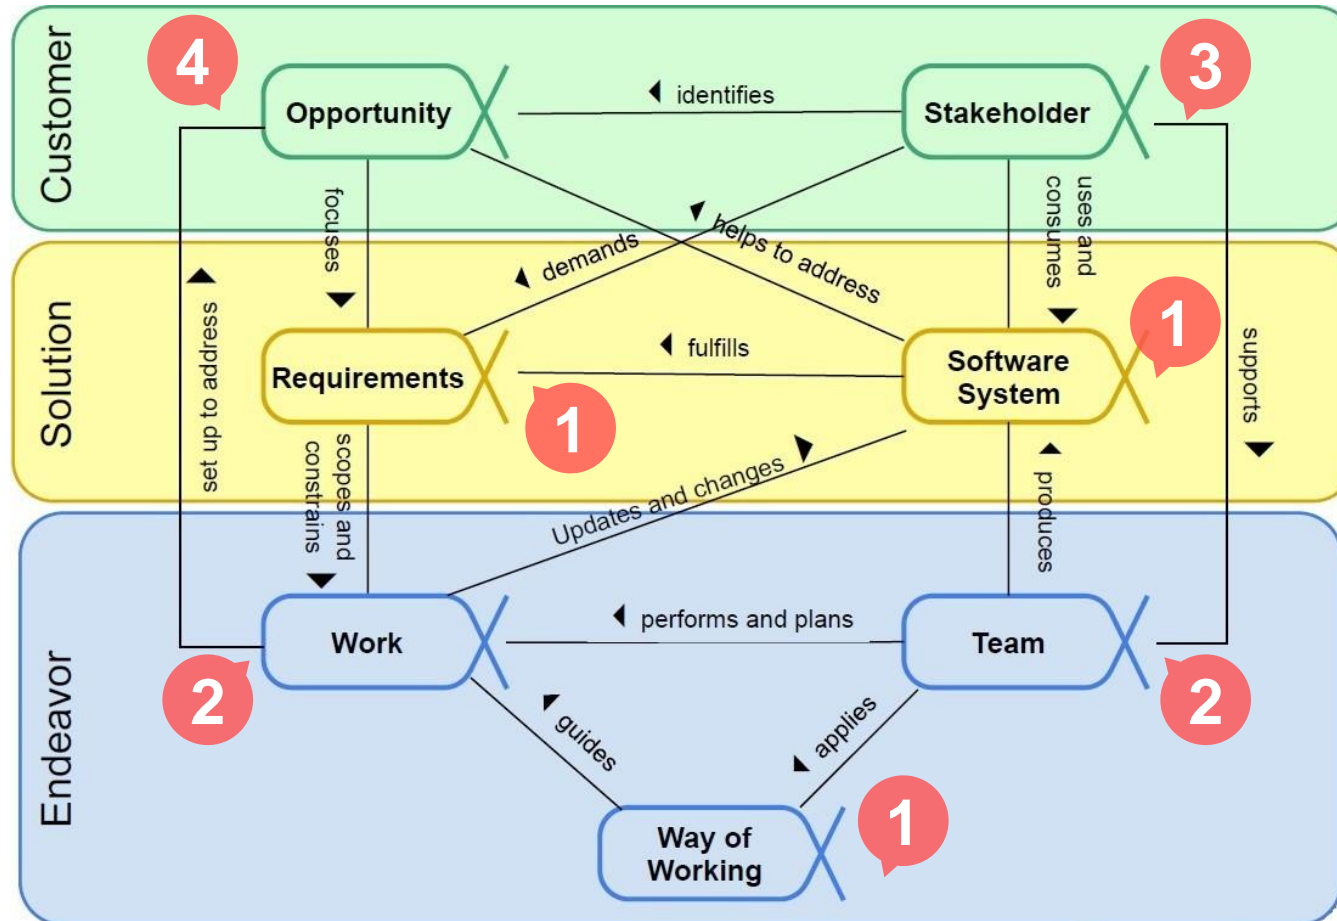 Customer
4
Opportunity
identifies
Stakeholder
3
focuses
demands
helps to address
uses and
consumes
Solution
set up to address
Requirements
1
fulfills
Software
System
1
supports
scopes and
constrains
Updates and changes
produces
Endeavor
Work
2
performs and plans
Team
2
guides
applies
Way of
Working
1